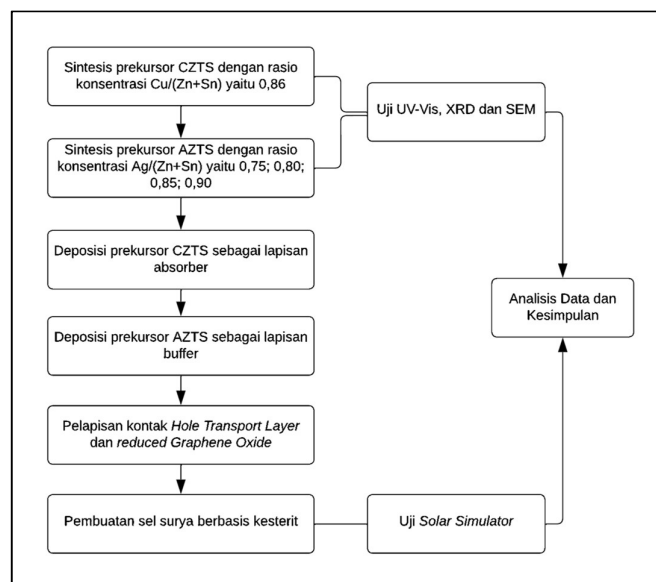 Sintesis prekursor CZTS dengan rasio
konsentrasi Cu/(Zn+Sn) yaitu 0,86
Uji UV-Vis, XRD dan SEM
Sintesis prekursor AZTS dengan rasio
konsentrasi Ag/(Zn+Sn) yaitu 0,75; 0,80;
0,85; 0,90
Deposisi prekursor CZTS sebagai lapisan
absorber
Analisis Data dan
Kesimpulan
Deposisi prekursor AZTS sebagai lapisan
buffer
Pelapisan kontak Hole Transport Layer
dan reduced Graphene Oxide
Pembuatan sel surya berbasis kesterit
Uji Solar Simulator